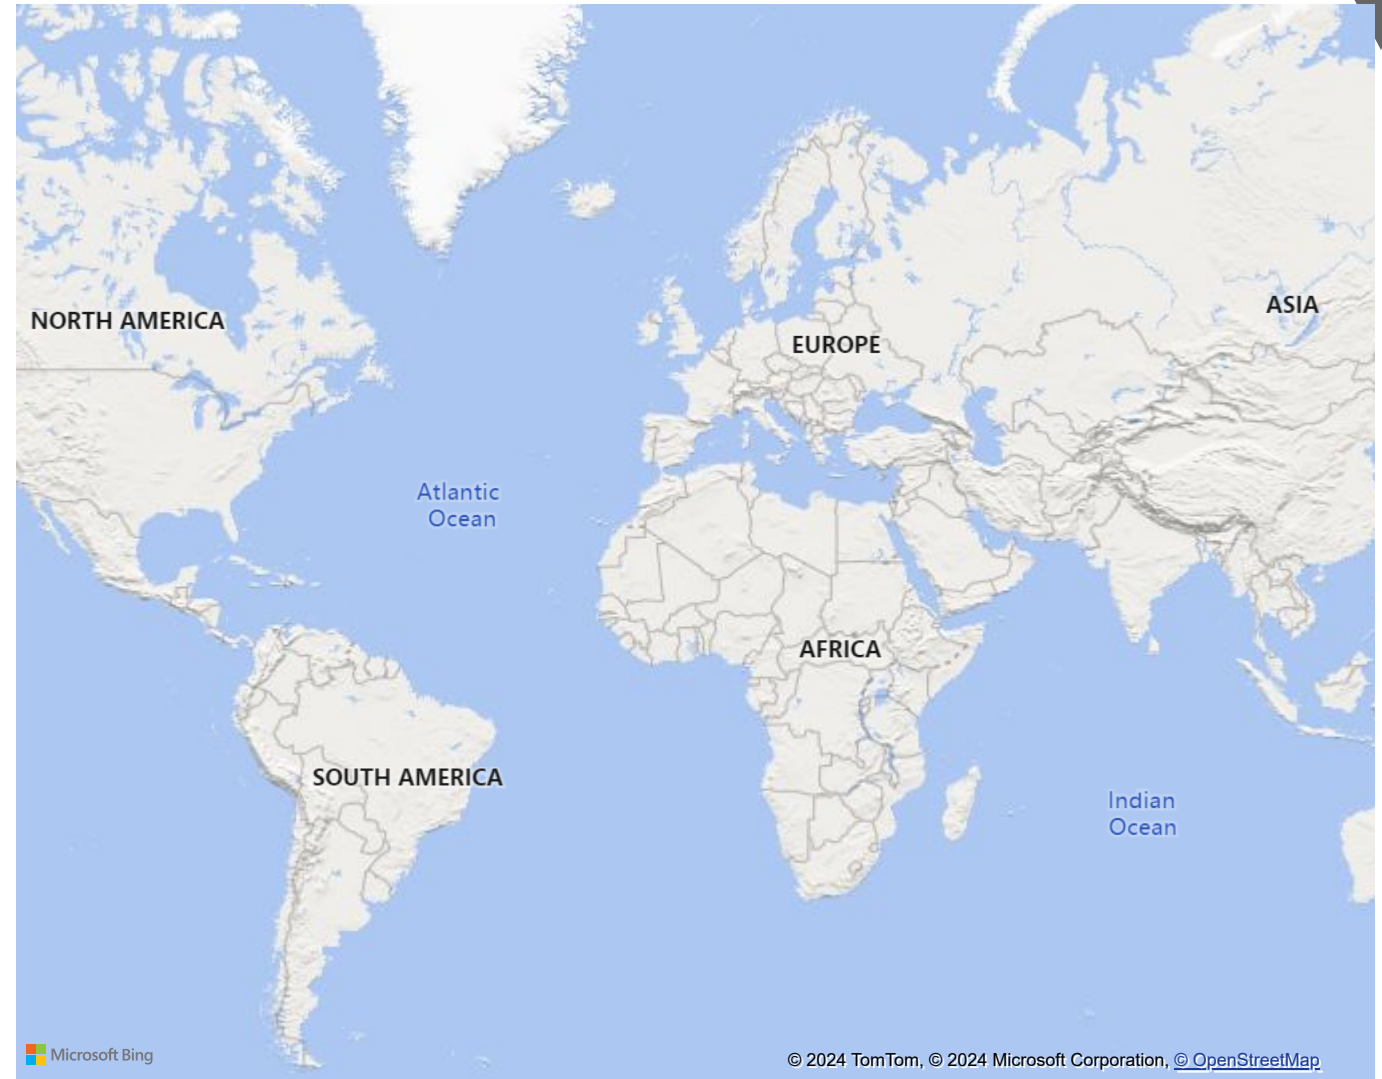 ASIA
NORTH AMERICA
EUROPE
Atlantic
Ocean
AFRICA
SOUTH AMERICA
Indian
Ocean
Microsoft Bing
© 2024 TomTom, © 2024 Microsoft Corporation, © OpenStreetMap